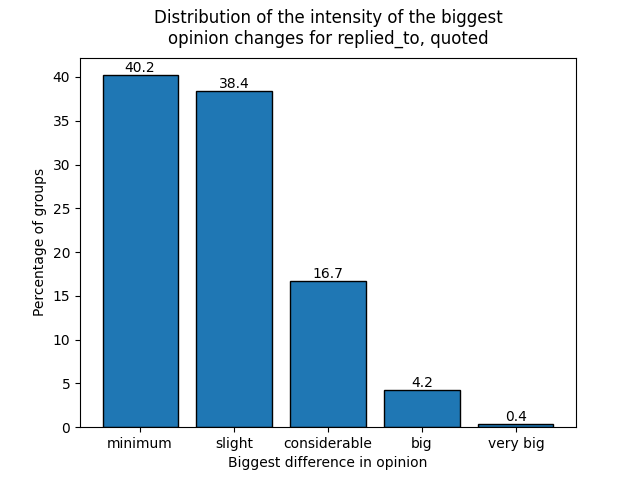 Distribution of the intensity of the biggest
opinion changes for replied_to, quoted
40.2
38.4
16.7
4.2
0.4
40
35
30
25
20
15
10
5
0
Percentage of groups
minimum slight considerable big very big
Biggest difference in opinion